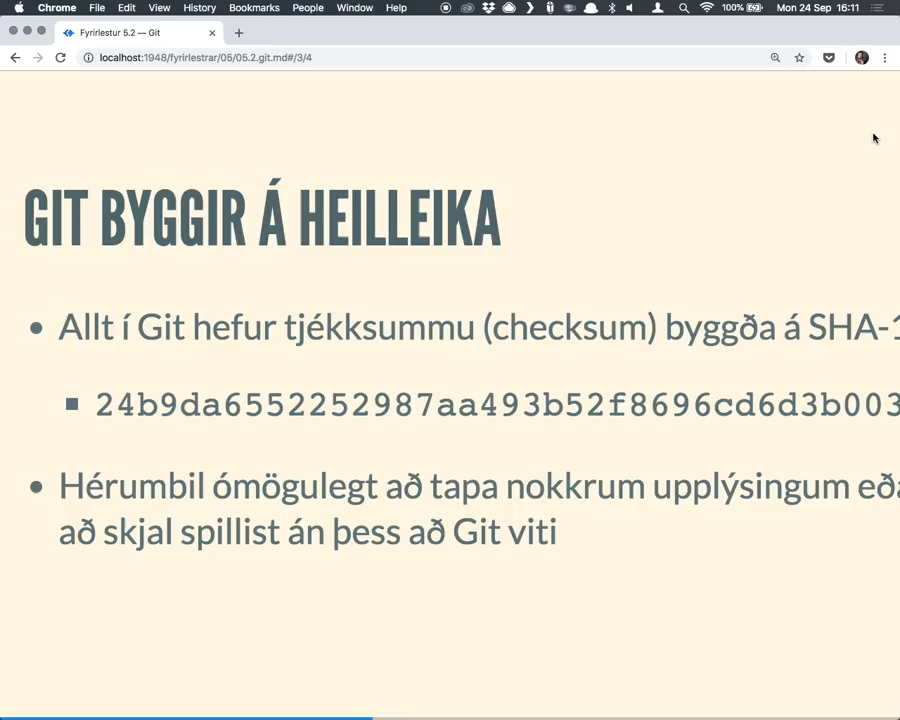 Chrome File Edit View History Bookmarks People Window Help 100% Mon 24 Sep 16:11
Fyrirlestur 5.2 — Git
localhost:1948/fyrirlestrar/05/05.2.git.md#/3/4
GIT BYGGIR Á HEILLEIKA
Allt í Git hefur tjékksummu (checksum) byggða á SHA-1
24b9da6552252987aa493b52f8696cd6d3b003
Hérumbil ómögulegt að tapa nokkrum upplýsingum eða
að skjal spillist án þess að Git viti